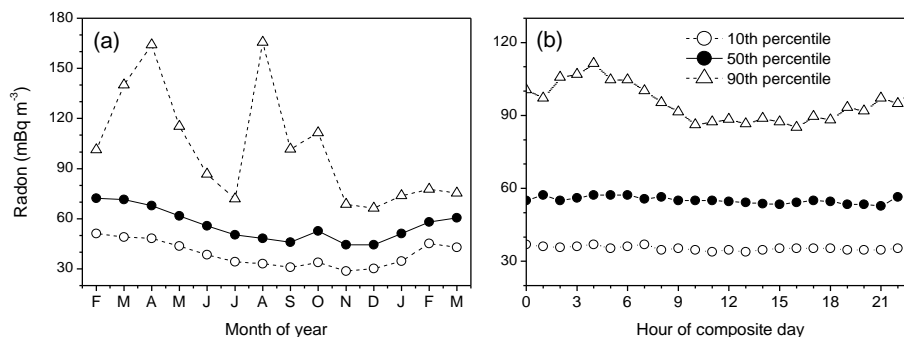 180
150
120
90
60
30
Radon (mBq m-3)
(a)
F M A M J J A S O N D J F M
Month of year
120
90
60
30
(b)
10th percentile
50th percentile
90th percentile
0 3 6 9 12 15 18 21
Hour of composite day